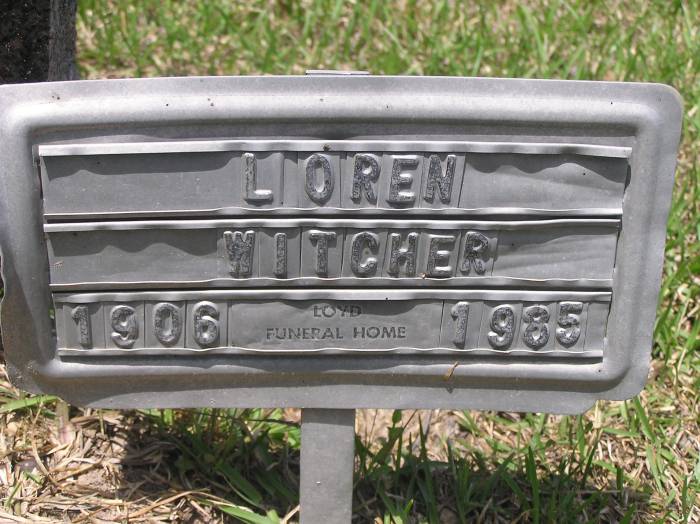 LOREN
WITCHER
1906 LOYD FUNERAL HOME 1985